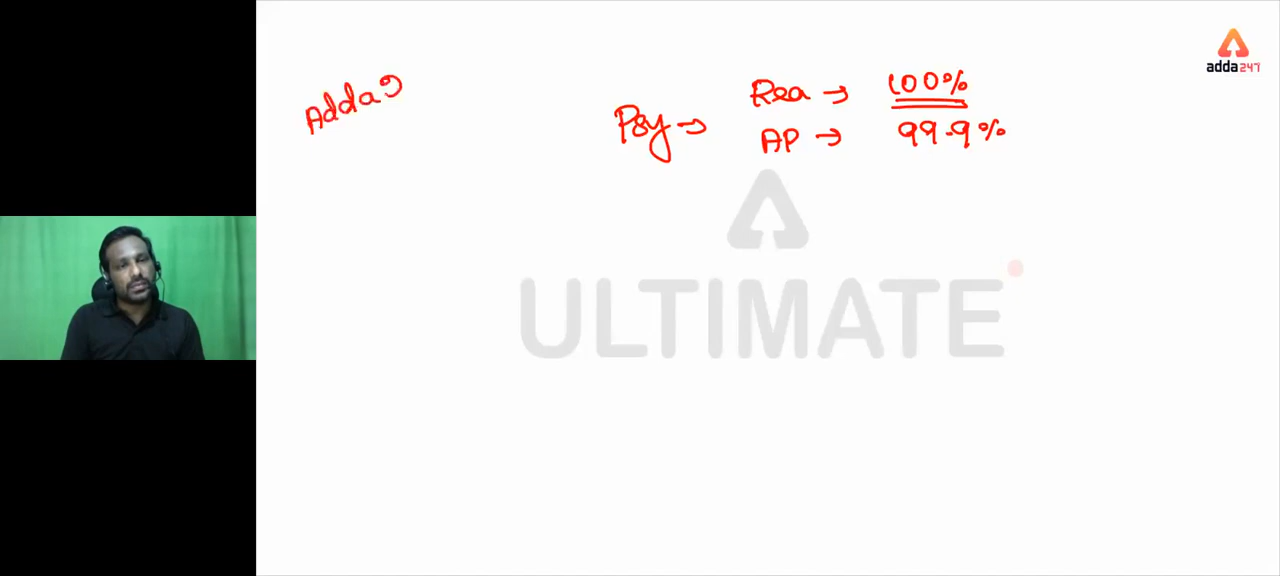 adda247
Adda
Rea → 100%
Psy →
AP → 99.9%
ULTIMATE